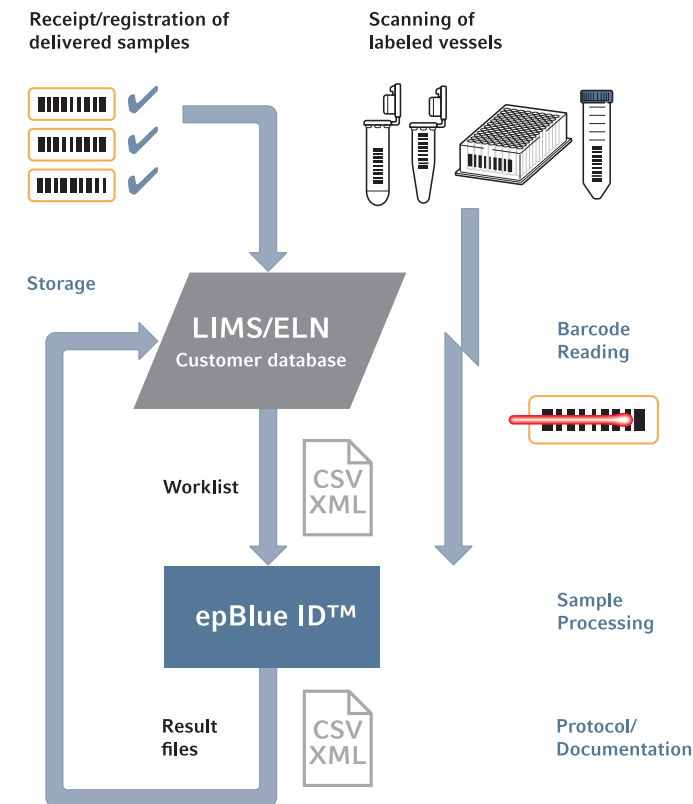 Receipt/registration of
delivered samples
Scanning of
labeled vessels
Storage
LIMS/ELN
Customer database
Barcode
Reading
Worklist
CSV
XML
epBlue ID™
Sample
Processing
Result
files
CSV
XML
Protocol/
Documentation